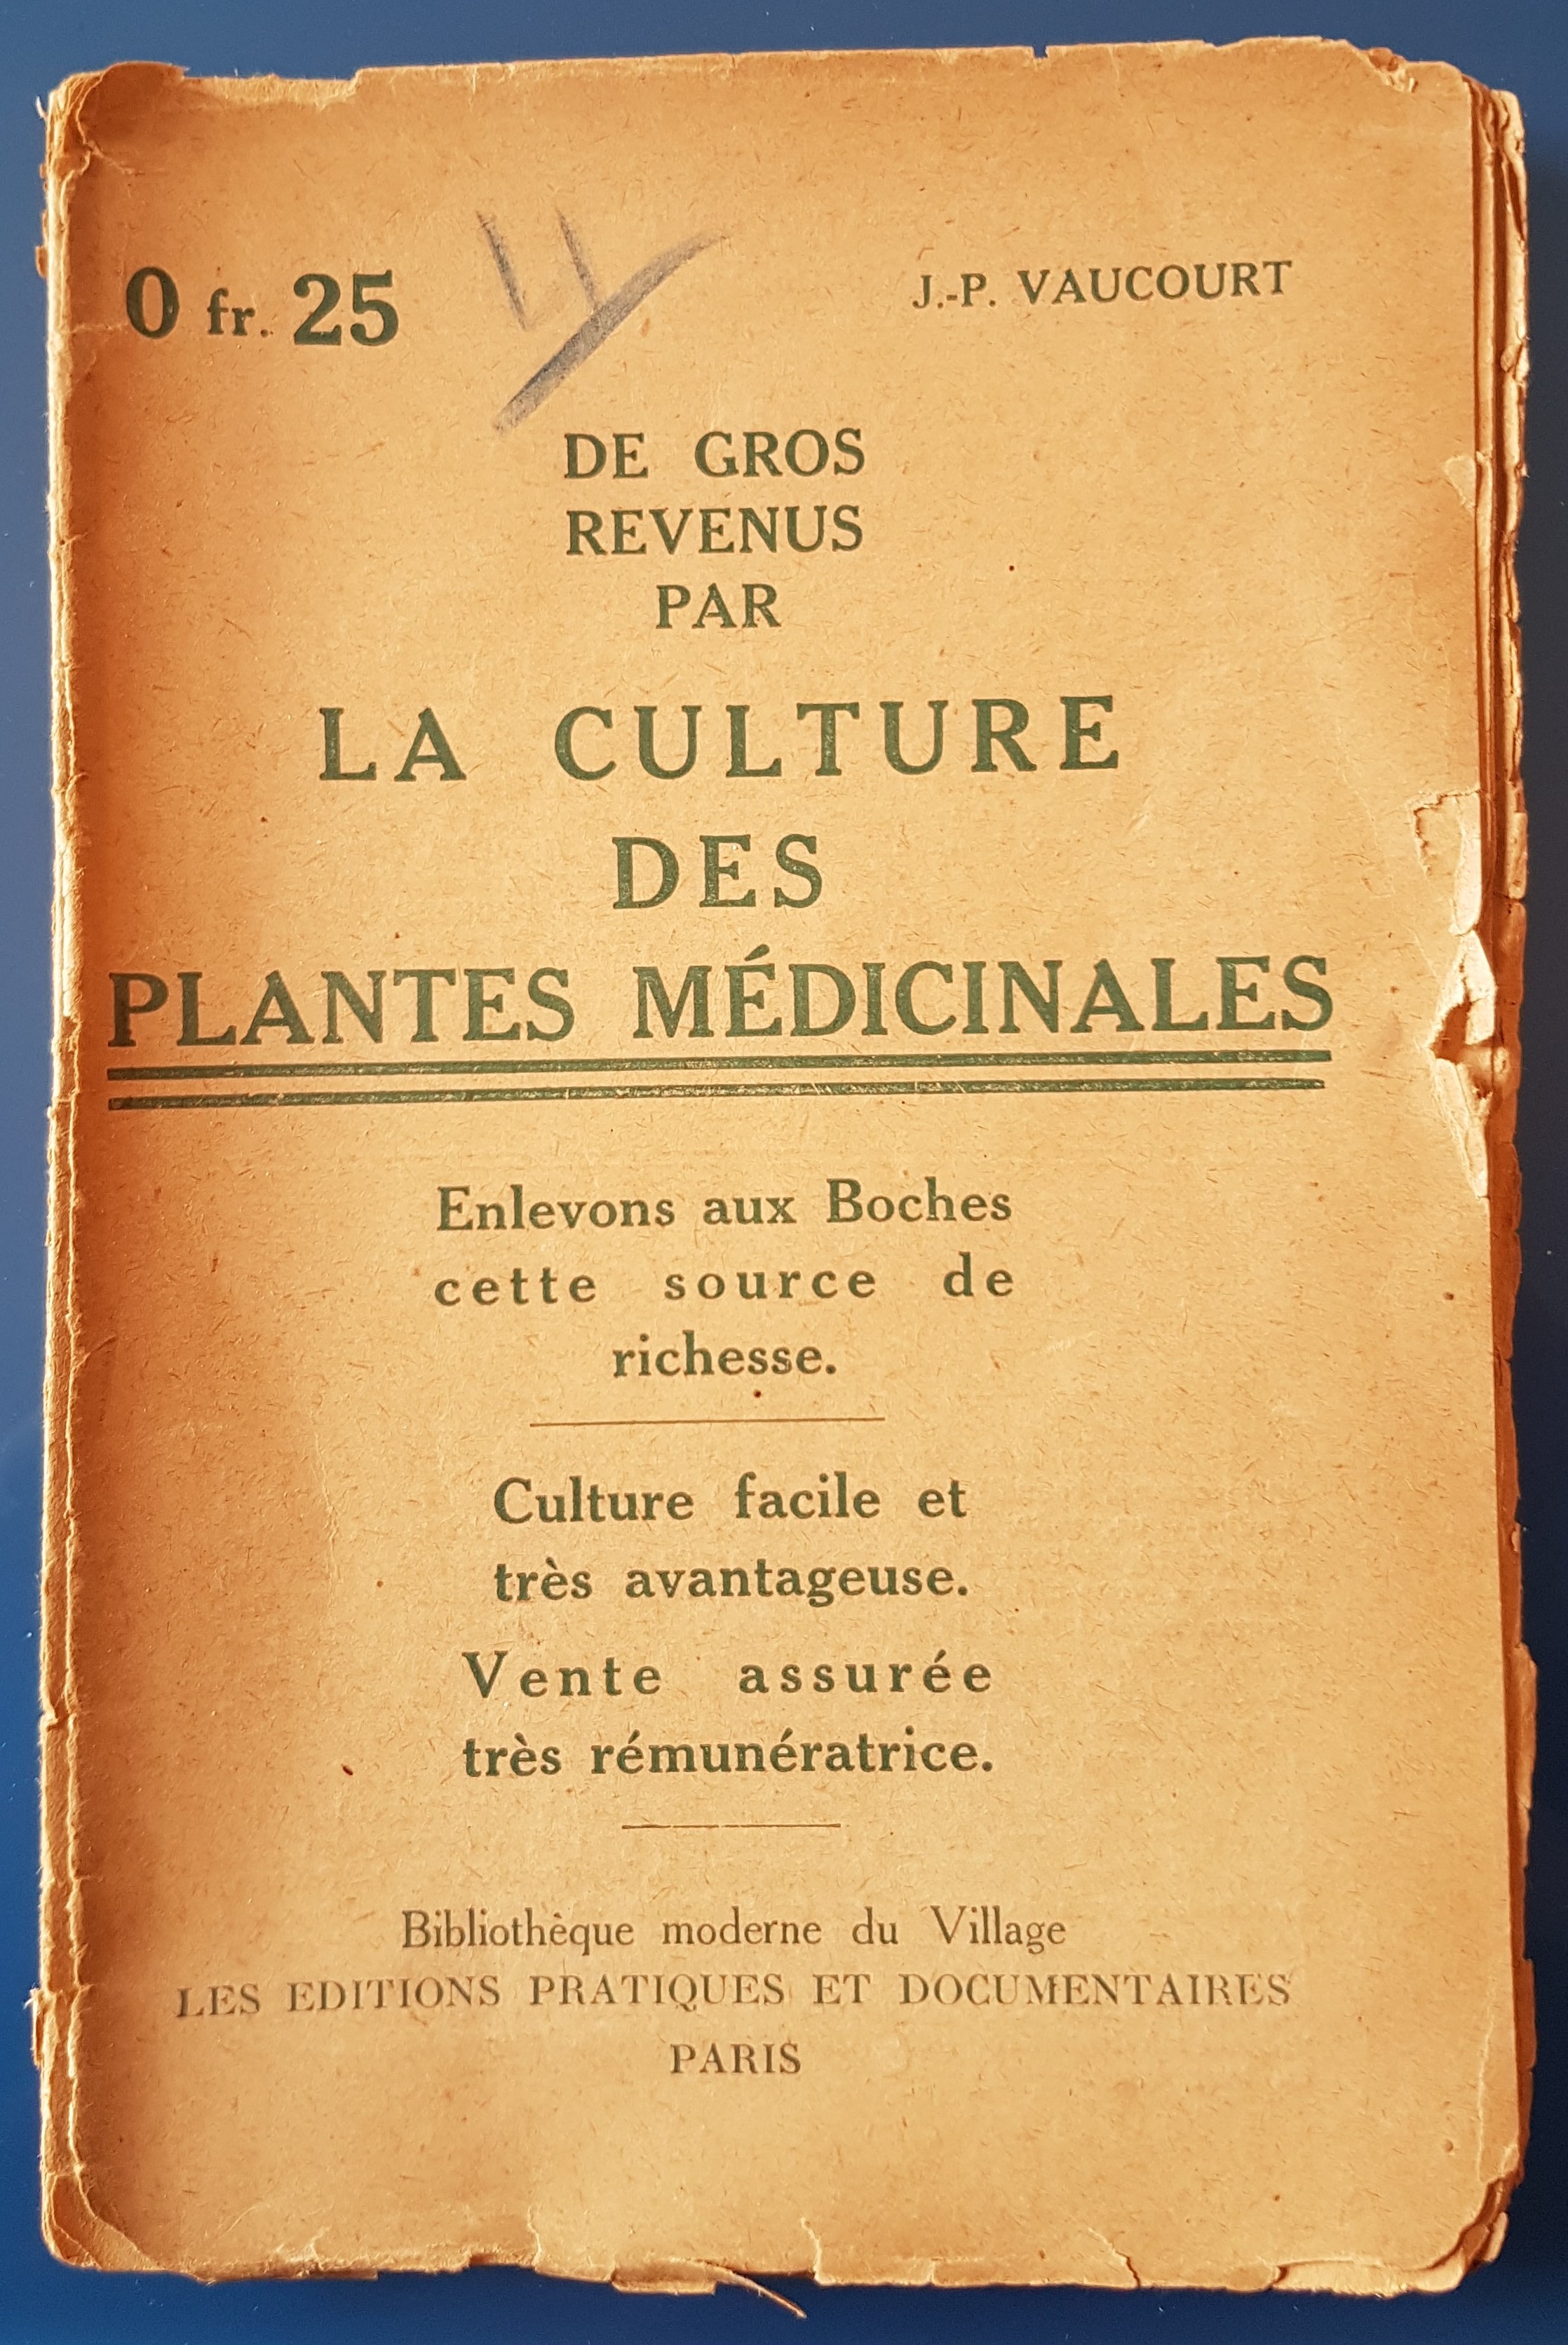 0 fr. 25
J.-P. VAUCOURT
DE GROS
REVENUS
PAR
LA CULTURE
DES
PLANTES MÉDICINALES
Enlevons aux Boches
cette source de
richesse.
Culture facile et
très avantageuse.
Vente assurée
très rémunératrice.
Bibliothèque moderne du Village
LES EDITIONS PRATIQUES ET DOCUMENTAIRES
PARIS